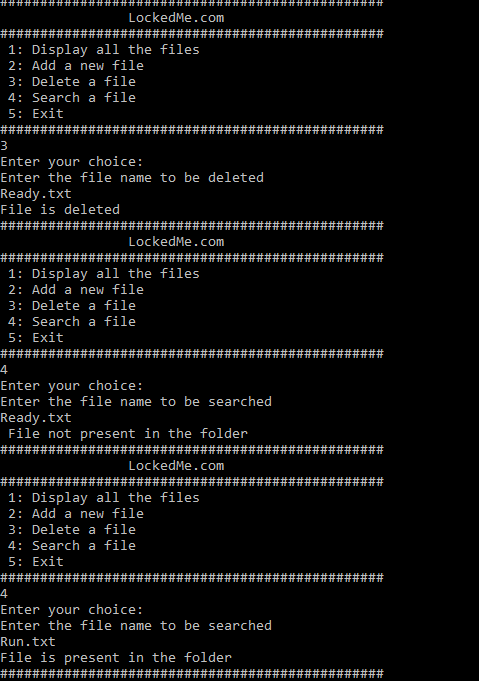 ################################################
                LockedMe.com
################################################
 1: Display all the files
 2: Add a new file
 3: Delete a file
 4: Search a file
 5: Exit
################################################
3
Enter your choice:
Enter the file name to be deleted
Ready.txt
File is deleted
################################################
                LockedMe.com
################################################
 1: Display all the files
 2: Add a new file
 3: Delete a file
 4: Search a file
 5: Exit
################################################
4
Enter your choice:
Enter the file name to be searched
Ready.txt
 File not present in the folder
################################################
                LockedMe.com
################################################
 1: Display all the files
 2: Add a new file
 3: Delete a file
 4: Search a file
 5: Exit
################################################
4
Enter your choice:
Enter the file name to be searched
Run.txt
File is present in the folder
################################################